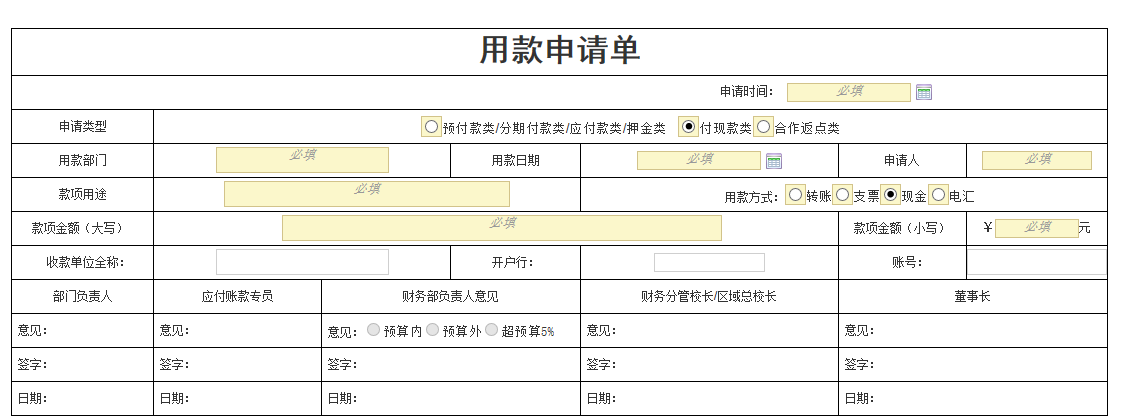 用款申请单
申请时间： 必填
申请类型 预付款类/分期付款类/应付款类/押金类 付现款类 合作返点类
用款部门 必填 用款日期 必填 申请人 必填
款项用途 必填 用款方式： 转账 支票 现金 电汇
款项金额（大写） 必填 款项金额（小写） ￥ 必填 元
收款单位全称： 开户行： 账号：
部门负责人 应付账款专员 财务部负责人意见 财务分管校长/区域总校长 董事长
意见： 意见： 意见： 预算内 预算外 超预算5% 意见： 意见：
签字： 签字： 签字： 签字： 签字：
日期： 日期： 日期： 日期： 日期：